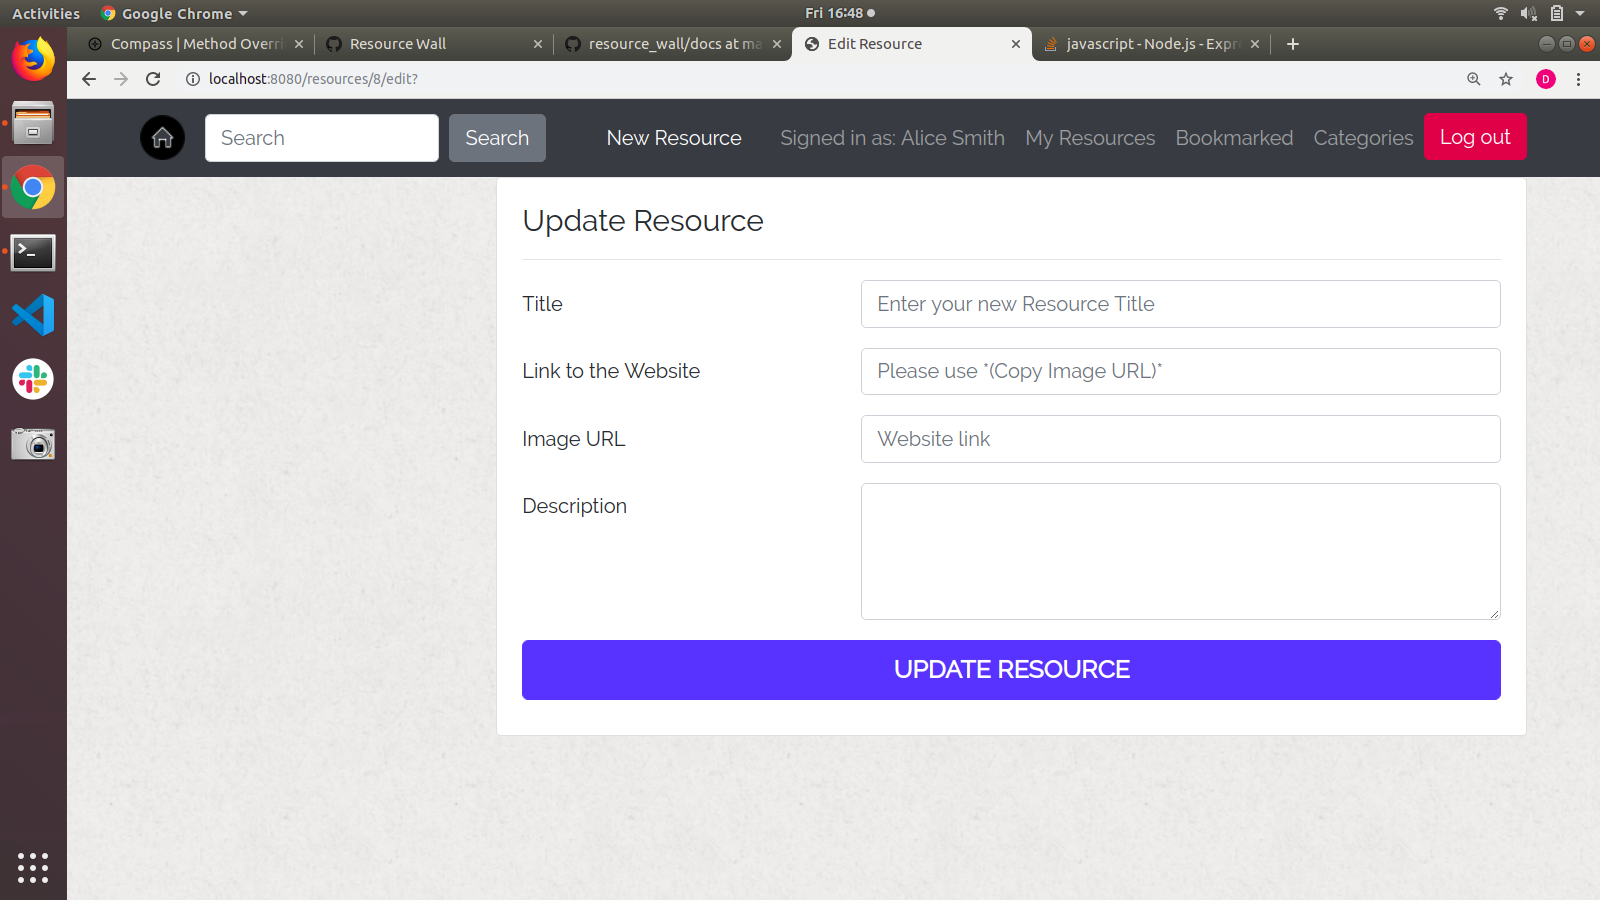 Activities Google Chrome Fri 16:48
Compass | Method Overri Resource Wall resource_wall/docs at ma Edit Resource javascript - Node.js - Expr
localhost:8080/resources/8/edit? D
Search Search New Resource Signed in as: Alice Smith My Resources Bookmarked Categories Log out
Update Resource
Title Enter your new Resource Title
Link to the Website Please use *(Copy Image URL)*
Image URL Website link
Description
UPDATE RESOURCE